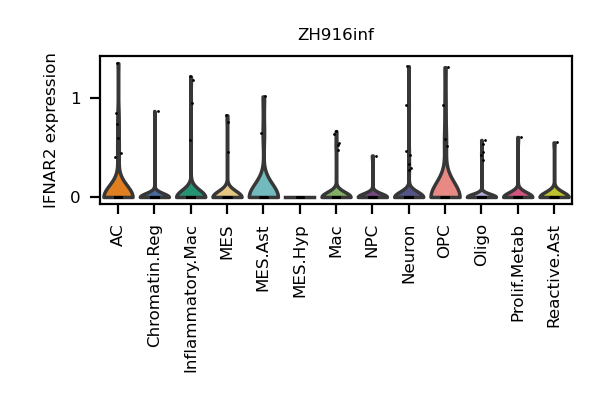 ZH916inf
IFNAR2 expression
1
0
AC
Chromatin.Reg
Inflammatory.Mac
MES
MES.Ast
MES.Hyp
Mac
NPC
Neuron
OPC
Oligo
Prolif.Metab
Reactive.Ast